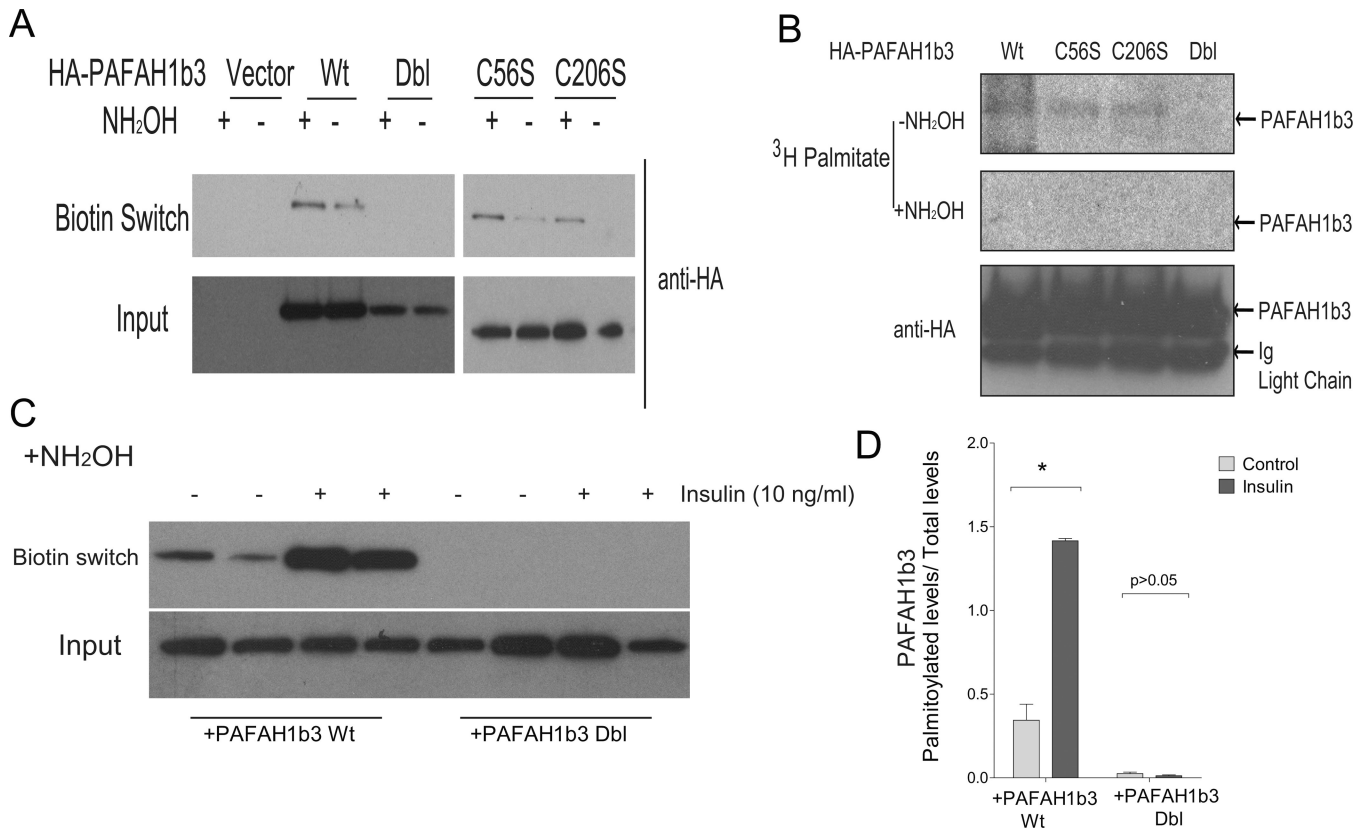 A
HA-PAFAH1b3 Vector Wt Dbl C56S C206S
NH2OH + - + - + - + - + -
Biotin Switch
Input
anti-HA
B
HA-PAFAH1b3 Wt C56S C206S Dbl
-NH2OH
PAFAH1b3
3H Palmitate
+NH2OH
PAFAH1b3
anti-HA
PAFAH1b3
Ig
Light Chain
C
+NH2OH
- - + + - - + + Insulin (10 ng/ml)
Biotin switch
Input
+PAFAH1b3 Wt +PAFAH1b3 Dbl
D
PAFAH1b3
Palmitoylated levels/ Total levels
2.0
1.5
1.0
0.5
0.0
*
p>0.05
Control
Insulin
+PAFAH1b3
Wt
+PAFAH1b3
Dbl